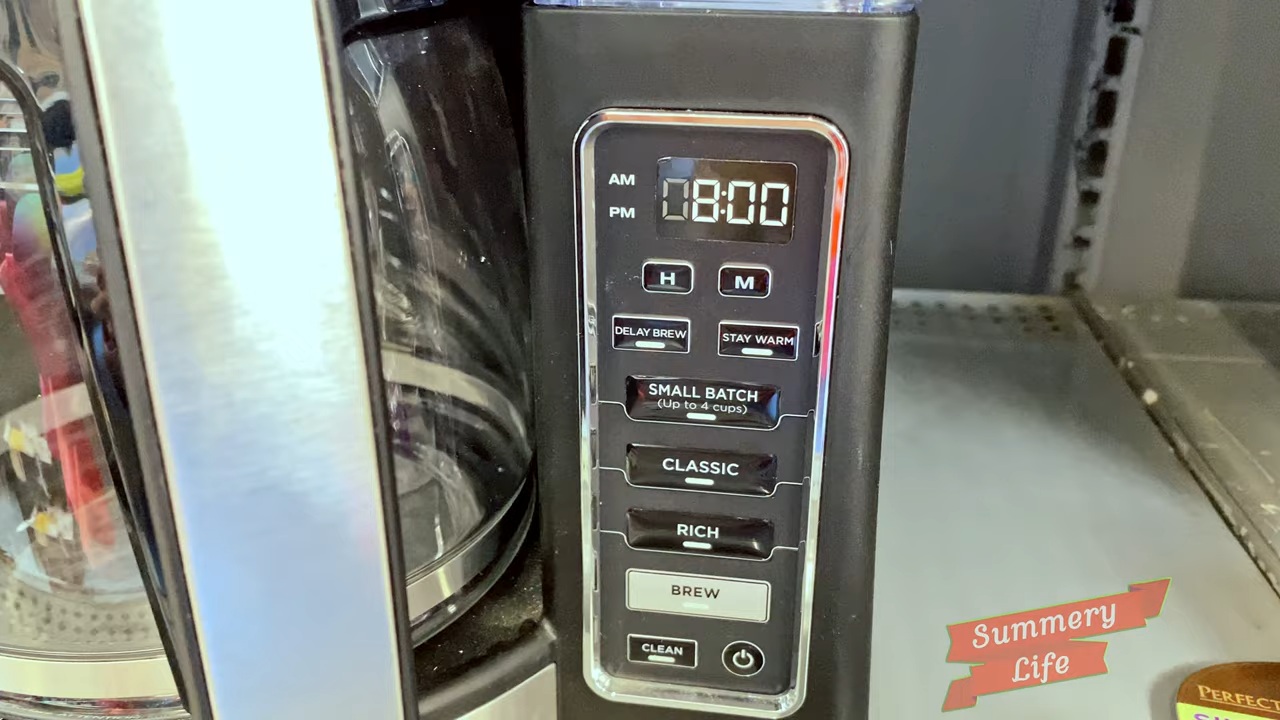 AM
PM
8:00
H
M
DELAY BREW
STAY WARM
SMALL BATCH
(Up to 4 cups)
CLASSIC
RICH
BREW
CLEAN
Summery
Life